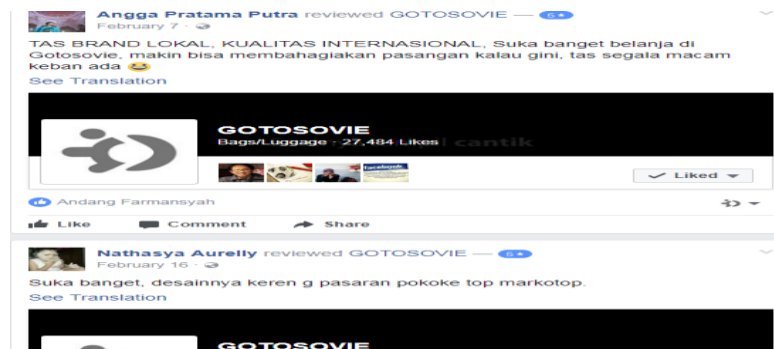 Angga Pratama Putra reviewed GOTOSOVIE — 5★
February 7 ·
TAS BRAND LOKAL, KUALITAS INTERNASIONAL, Suka banget belanja di
Gotosovie, makin bisa membahagiakan pasangan kalau gini, tas segala macam
keban ada 😆
See Translation
GOTOSOVIE
Bags/Luggage · 27,484 Likes
cantik
Liked
Andang Farmansyah
Like Comment Share
Nathasya Aurelly reviewed GOTOSOVIE — 5★
February 16 ·
Suka banget, desainnya keren g pasaran pokoke top markotop.
See Translation
GOTOSOVIE